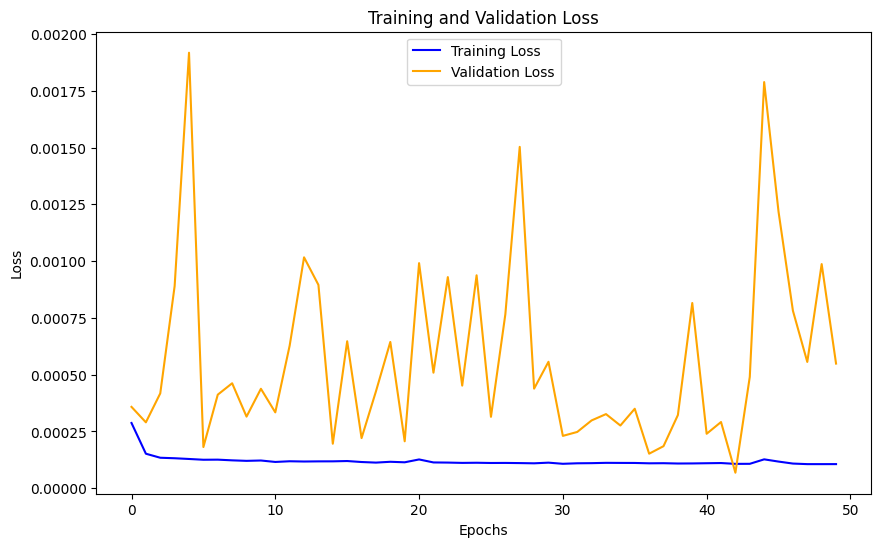 Training and Validation Loss
Training Loss
Validation Loss
0.00200
0.00175
0.00150
0.00125
0.00100
0.00075
0.00050
0.00025
0.00000
Loss
0 10 20 30 40 50
Epochs